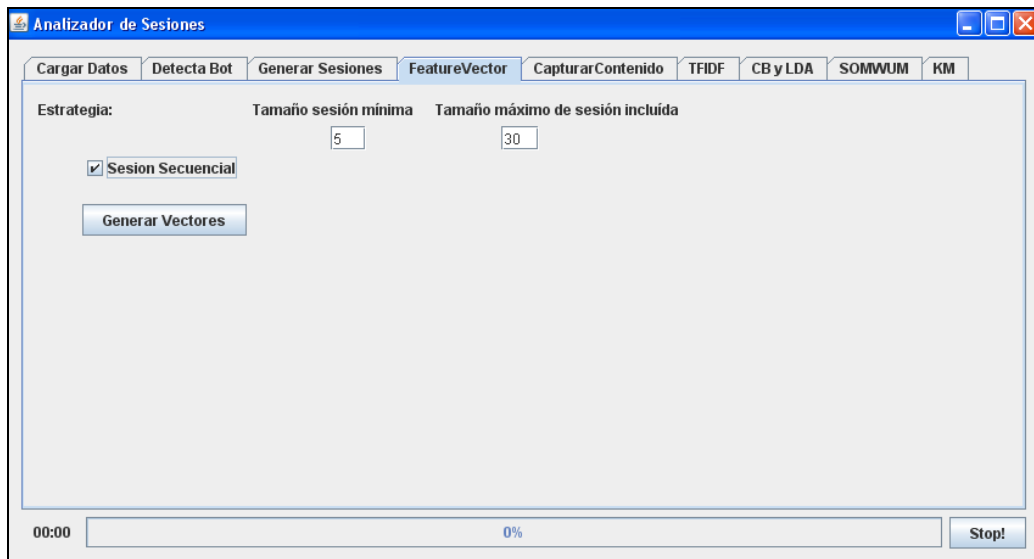 Analizador de Sesiones
Cargar Datos Detecta Bot Generar Sesiones FeatureVector CapturarContenido TFIDF CB y LDA SOMWUM KM
Estrategia: Tamaño sesión mínima Tamaño máximo de sesión incluída
5 30
Sesion Secuencial
Generar Vectores
00:00 0% Stop!